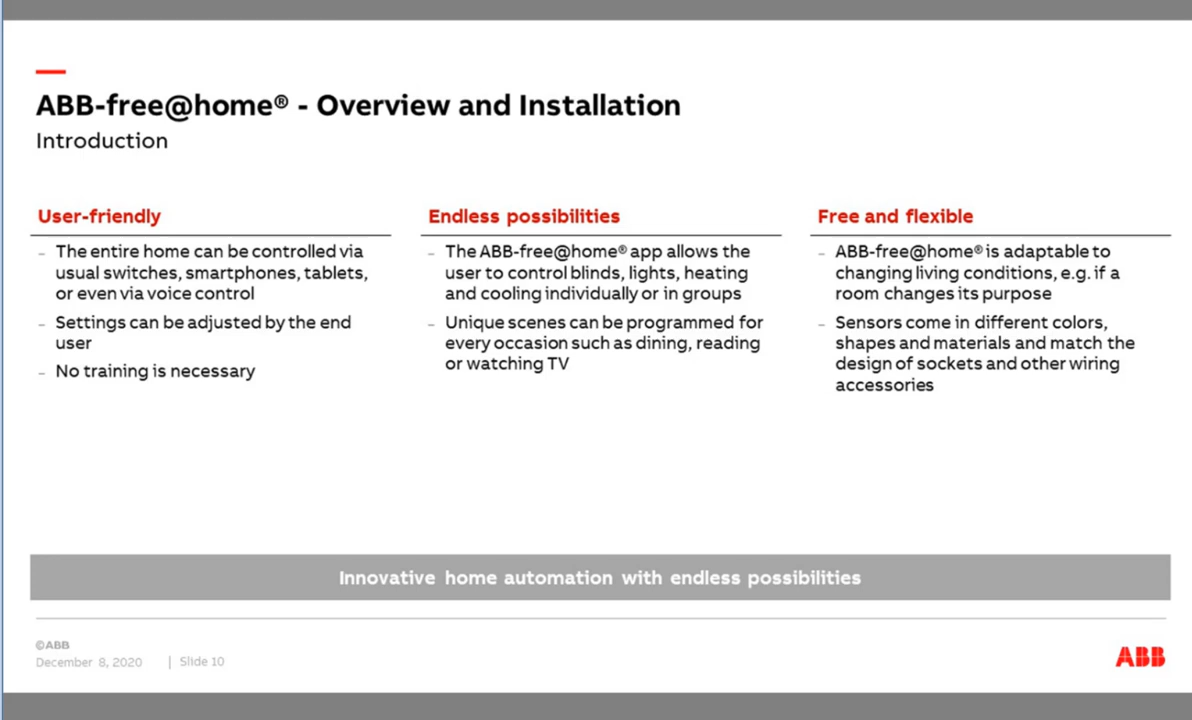 ABB-free@home® - Overview and Installation
Introduction
User-friendly
– The entire home can be controlled via
usual switches, smartphones, tablets,
or even via voice control
– Settings can be adjusted by the end
user
– No training is necessary
Endless possibilities
– The ABB-free@home® app allows the
user to control blinds, lights, heating
and cooling individually or in groups
– Unique scenes can be programmed for
every occasion such as dining, reading
or watching TV
Free and flexible
– ABB-free@home® is adaptable to
changing living conditions, e.g. if a
room changes its purpose
– Sensors come in different colors,
shapes and materials and match the
design of sockets and other wiring
accessories
Innovative home automation with endless possibilities
©ABB
December 8, 2020 | Slide 10
ABB